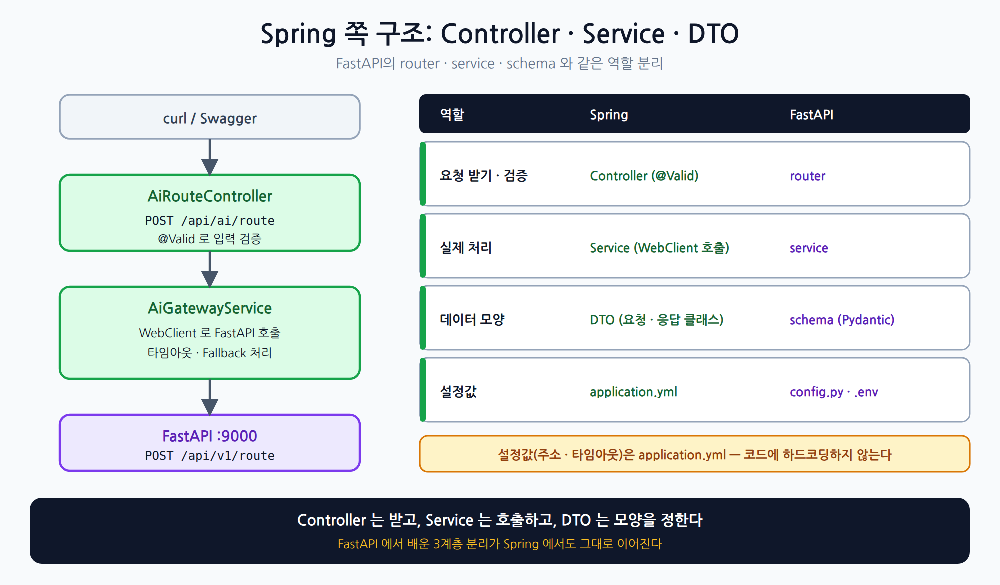 Spring 쪽 구조: Controller · Service · DTO
FastAPI의 router · service · schema 와 같은 역할 분리
curl / Swagger
AiRouteController
POST /api/ai/route
@Valid 로 입력 검증
AiGatewayService
WebClient 로 FastAPI 호출
타임아웃 · Fallback 처리
FastAPI :9000
POST /api/v1/route
역할 Spring FastAPI
요청 받기 · 검증 Controller (@Valid) router
실제 처리 Service (WebClient 호출) service
데이터 모양 DTO (요청 · 응답 클래스) schema (Pydantic)
설정값 application.yml config.py · .env
설정값(주소 · 타임아웃)은 application.yml — 코드에 하드코딩하지 않는다
Controller 는 받고, Service 는 호출하고, DTO 는 모양을 정한다
FastAPI 에서 배운 3계층 분리가 Spring 에서도 그대로 이어진다